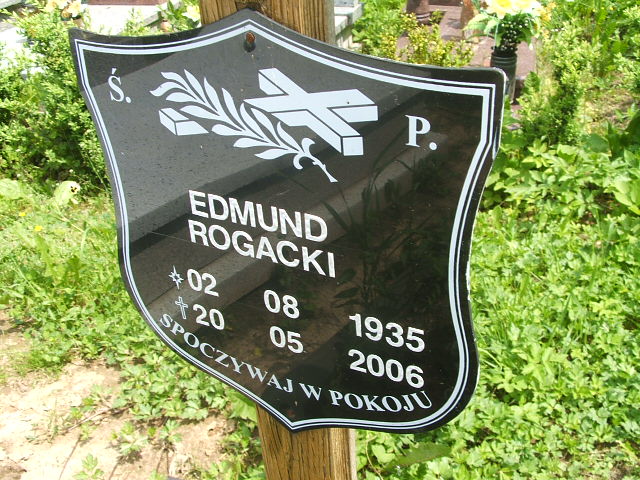 Ś. P.
EDMUND
ROGACKI
02 08 1935
20 05 2006
SPOCZYWAJ W POKOJU